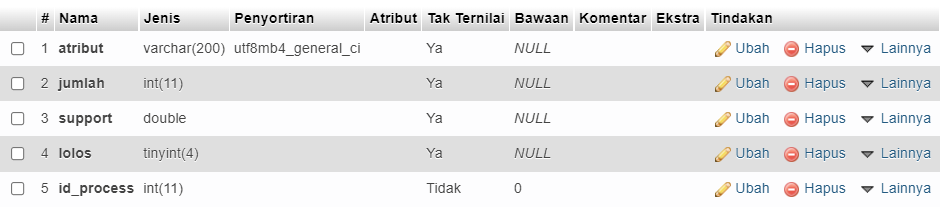 # Nama Jenis Penyortiran Atribut Tak Ternilai Bawaan Komentar Ekstra Tindakan
1 atribut varchar(200) utf8mb4_general_ci Ya NULL Ubah Hapus Lainnya
2 jumlah int(11) Ya NULL Ubah Hapus Lainnya
3 support double Ya NULL Ubah Hapus Lainnya
4 lolos tinyint(4) Ya NULL Ubah Hapus Lainnya
5 id_process int(11) Tidak 0 Ubah Hapus Lainnya